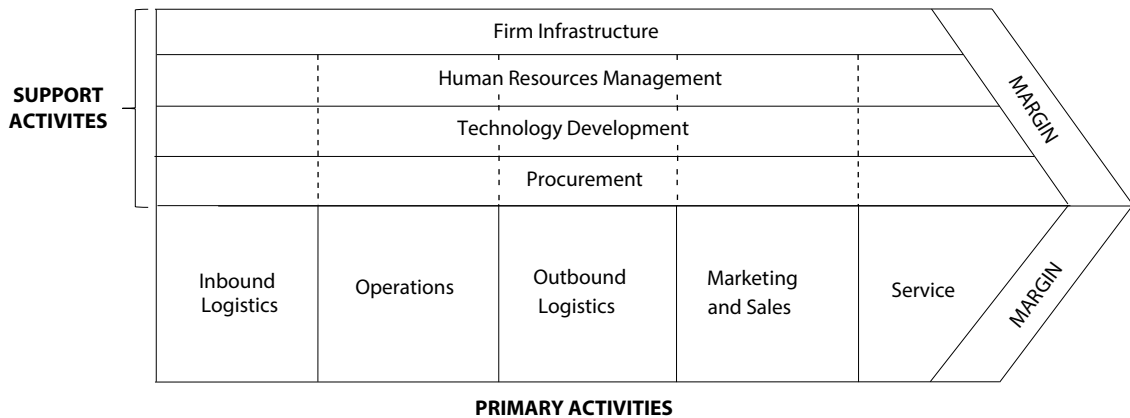 Firm Infrastructure
Human Resources Management
Technology Development
Procurement
SUPPORT
ACTIVITES
MARGIN
Inbound
Logistics
Operations
Outbound
Logistics
Marketing
and Sales
Service
MARGIN
PRIMARY ACTIVITIES